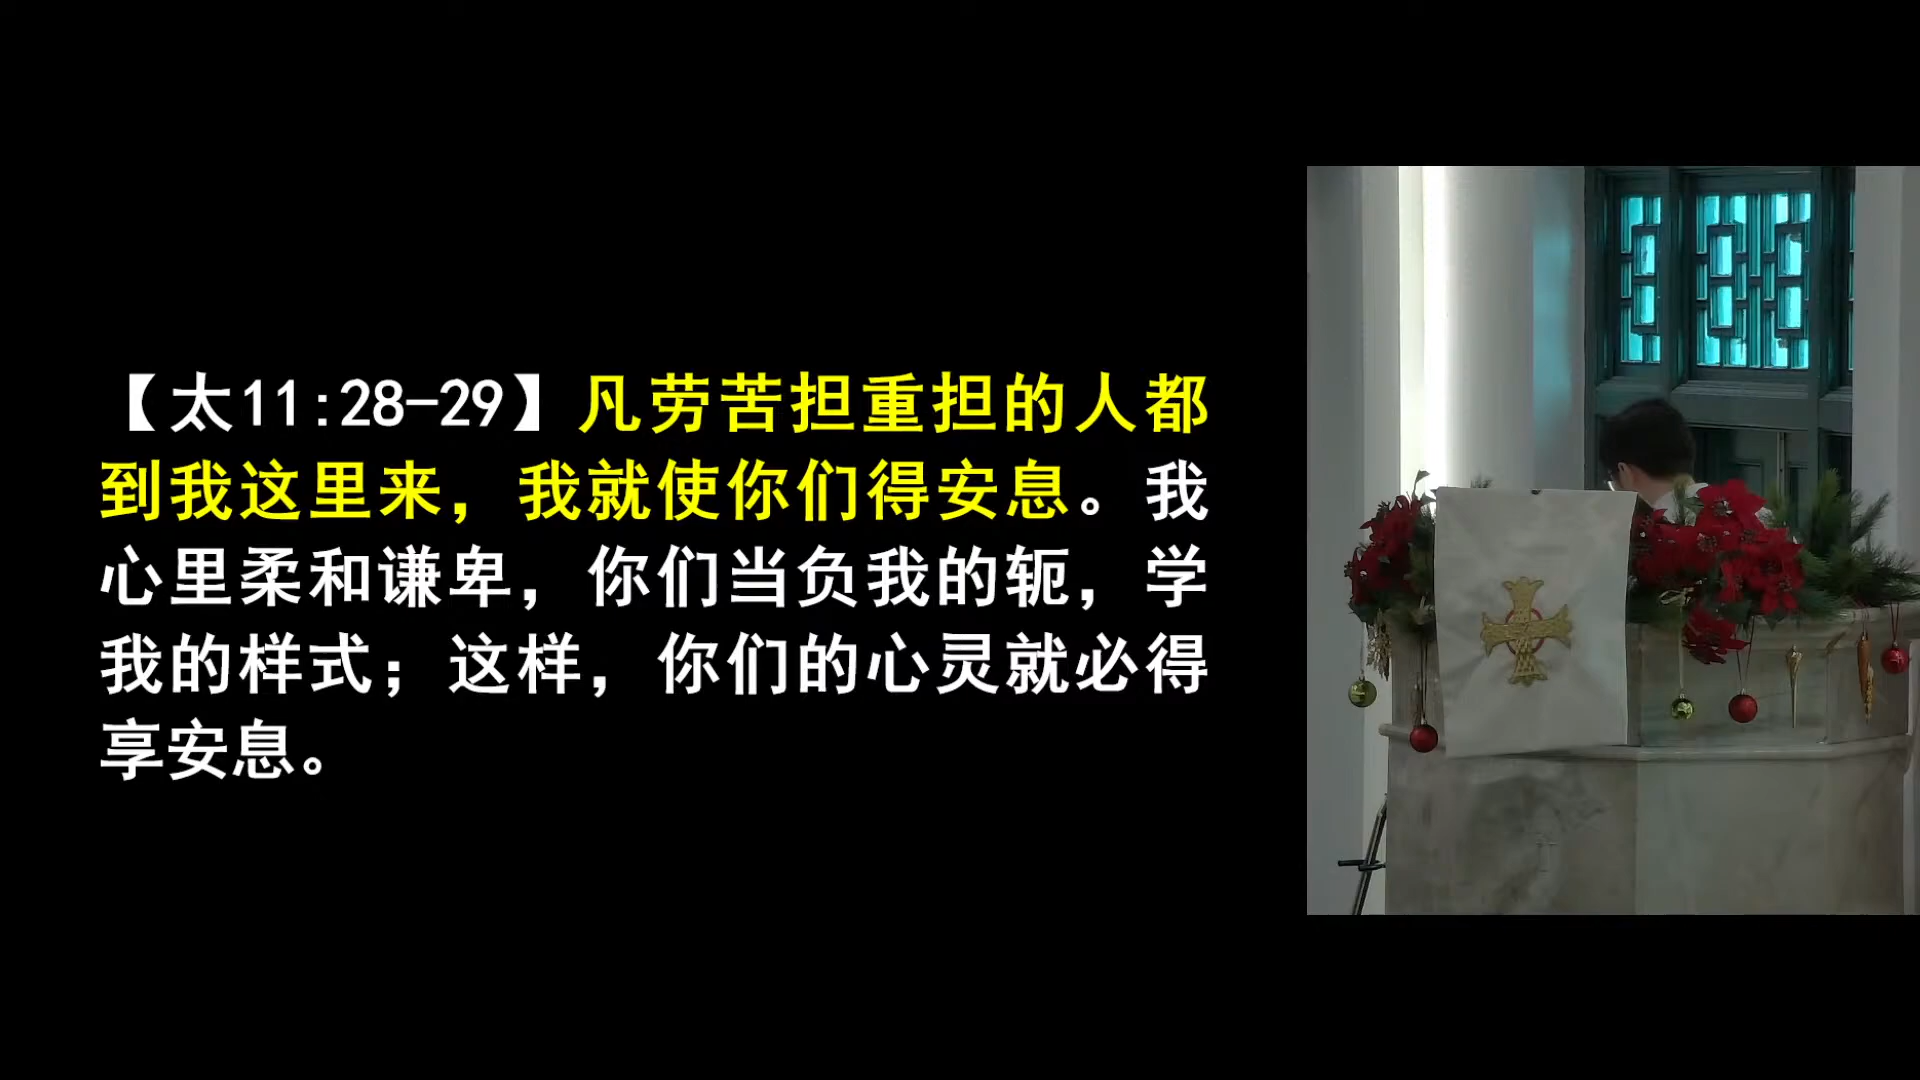 【太11:28-29】凡劳苦担重担的人都
到我这里来，我就使你们得安息。我
心里柔和谦卑，你们当负我的轭，学
我的样式；这样，你们的心灵就必得
享安息。